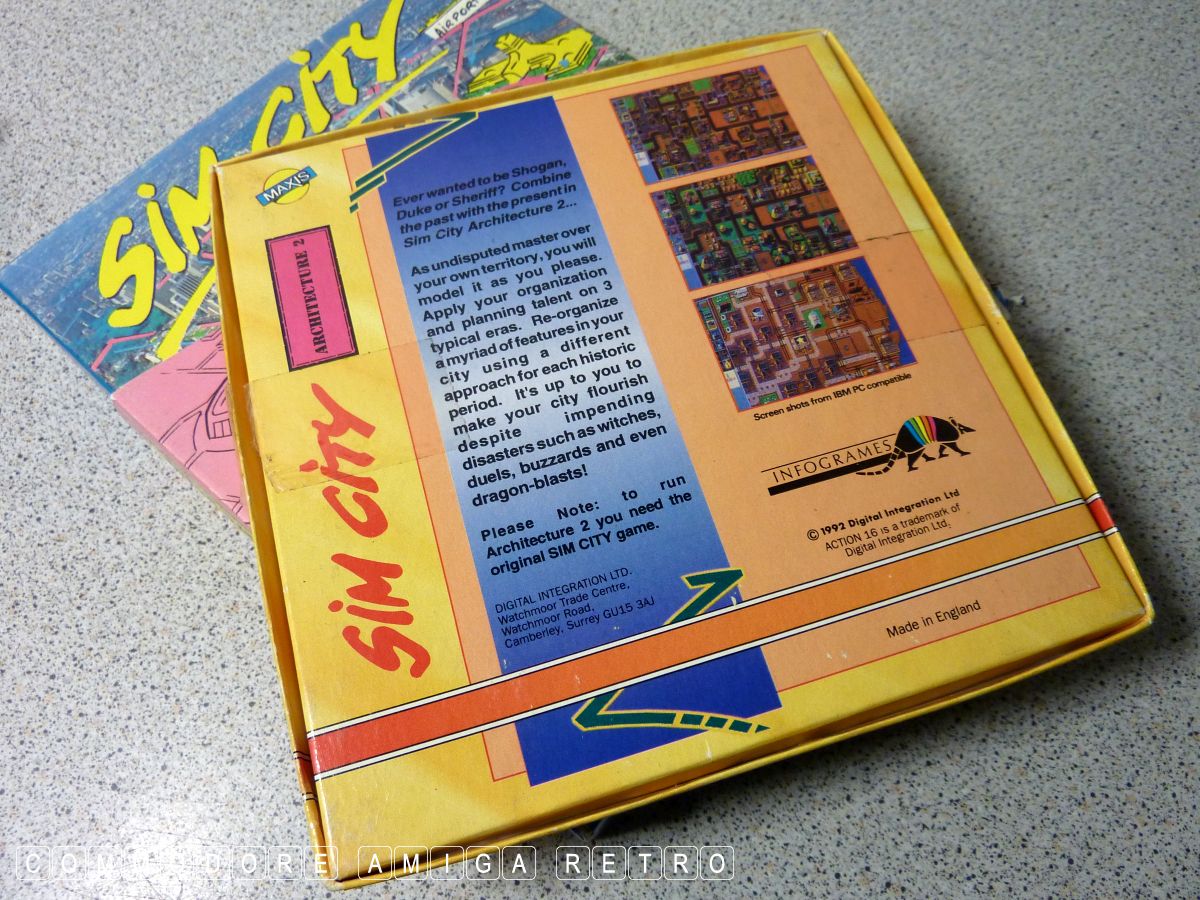 SIM CITY
AIRPORT
MAXIS
ARCHITECTURE 2
SIM CITY
Ever wanted to be Shogan,
Duke or Sheriff? Combine
the past with the present in
Sim City Architecture 2...
As undisputed master over
your own territory, you will
model it as you please.
Apply your organization
and planning talent on 3
typical eras. Re-organize
a myriad of features in your
city using a different
approach for each historic
period. It's up to you to
make your city flourish
despite impending
disasters such as witches,
duels, buzzards and even
dragon-blasts!
Please Note: to run
Architecture 2 you need the
original SIM CITY game.
DIGITAL INTEGRATION LTD.
Watchmoor Trade Centre,
Watchmoor Road,
Camberley, Surrey GU15 3AJ
Screen shots from IBM PC compatible
INFOGRAMES
© 1992 Digital Integration Ltd
ACTION 16 is a trademark of
Digital Integration Ltd.
Made in England
COMMODORE AMIGA RETRO